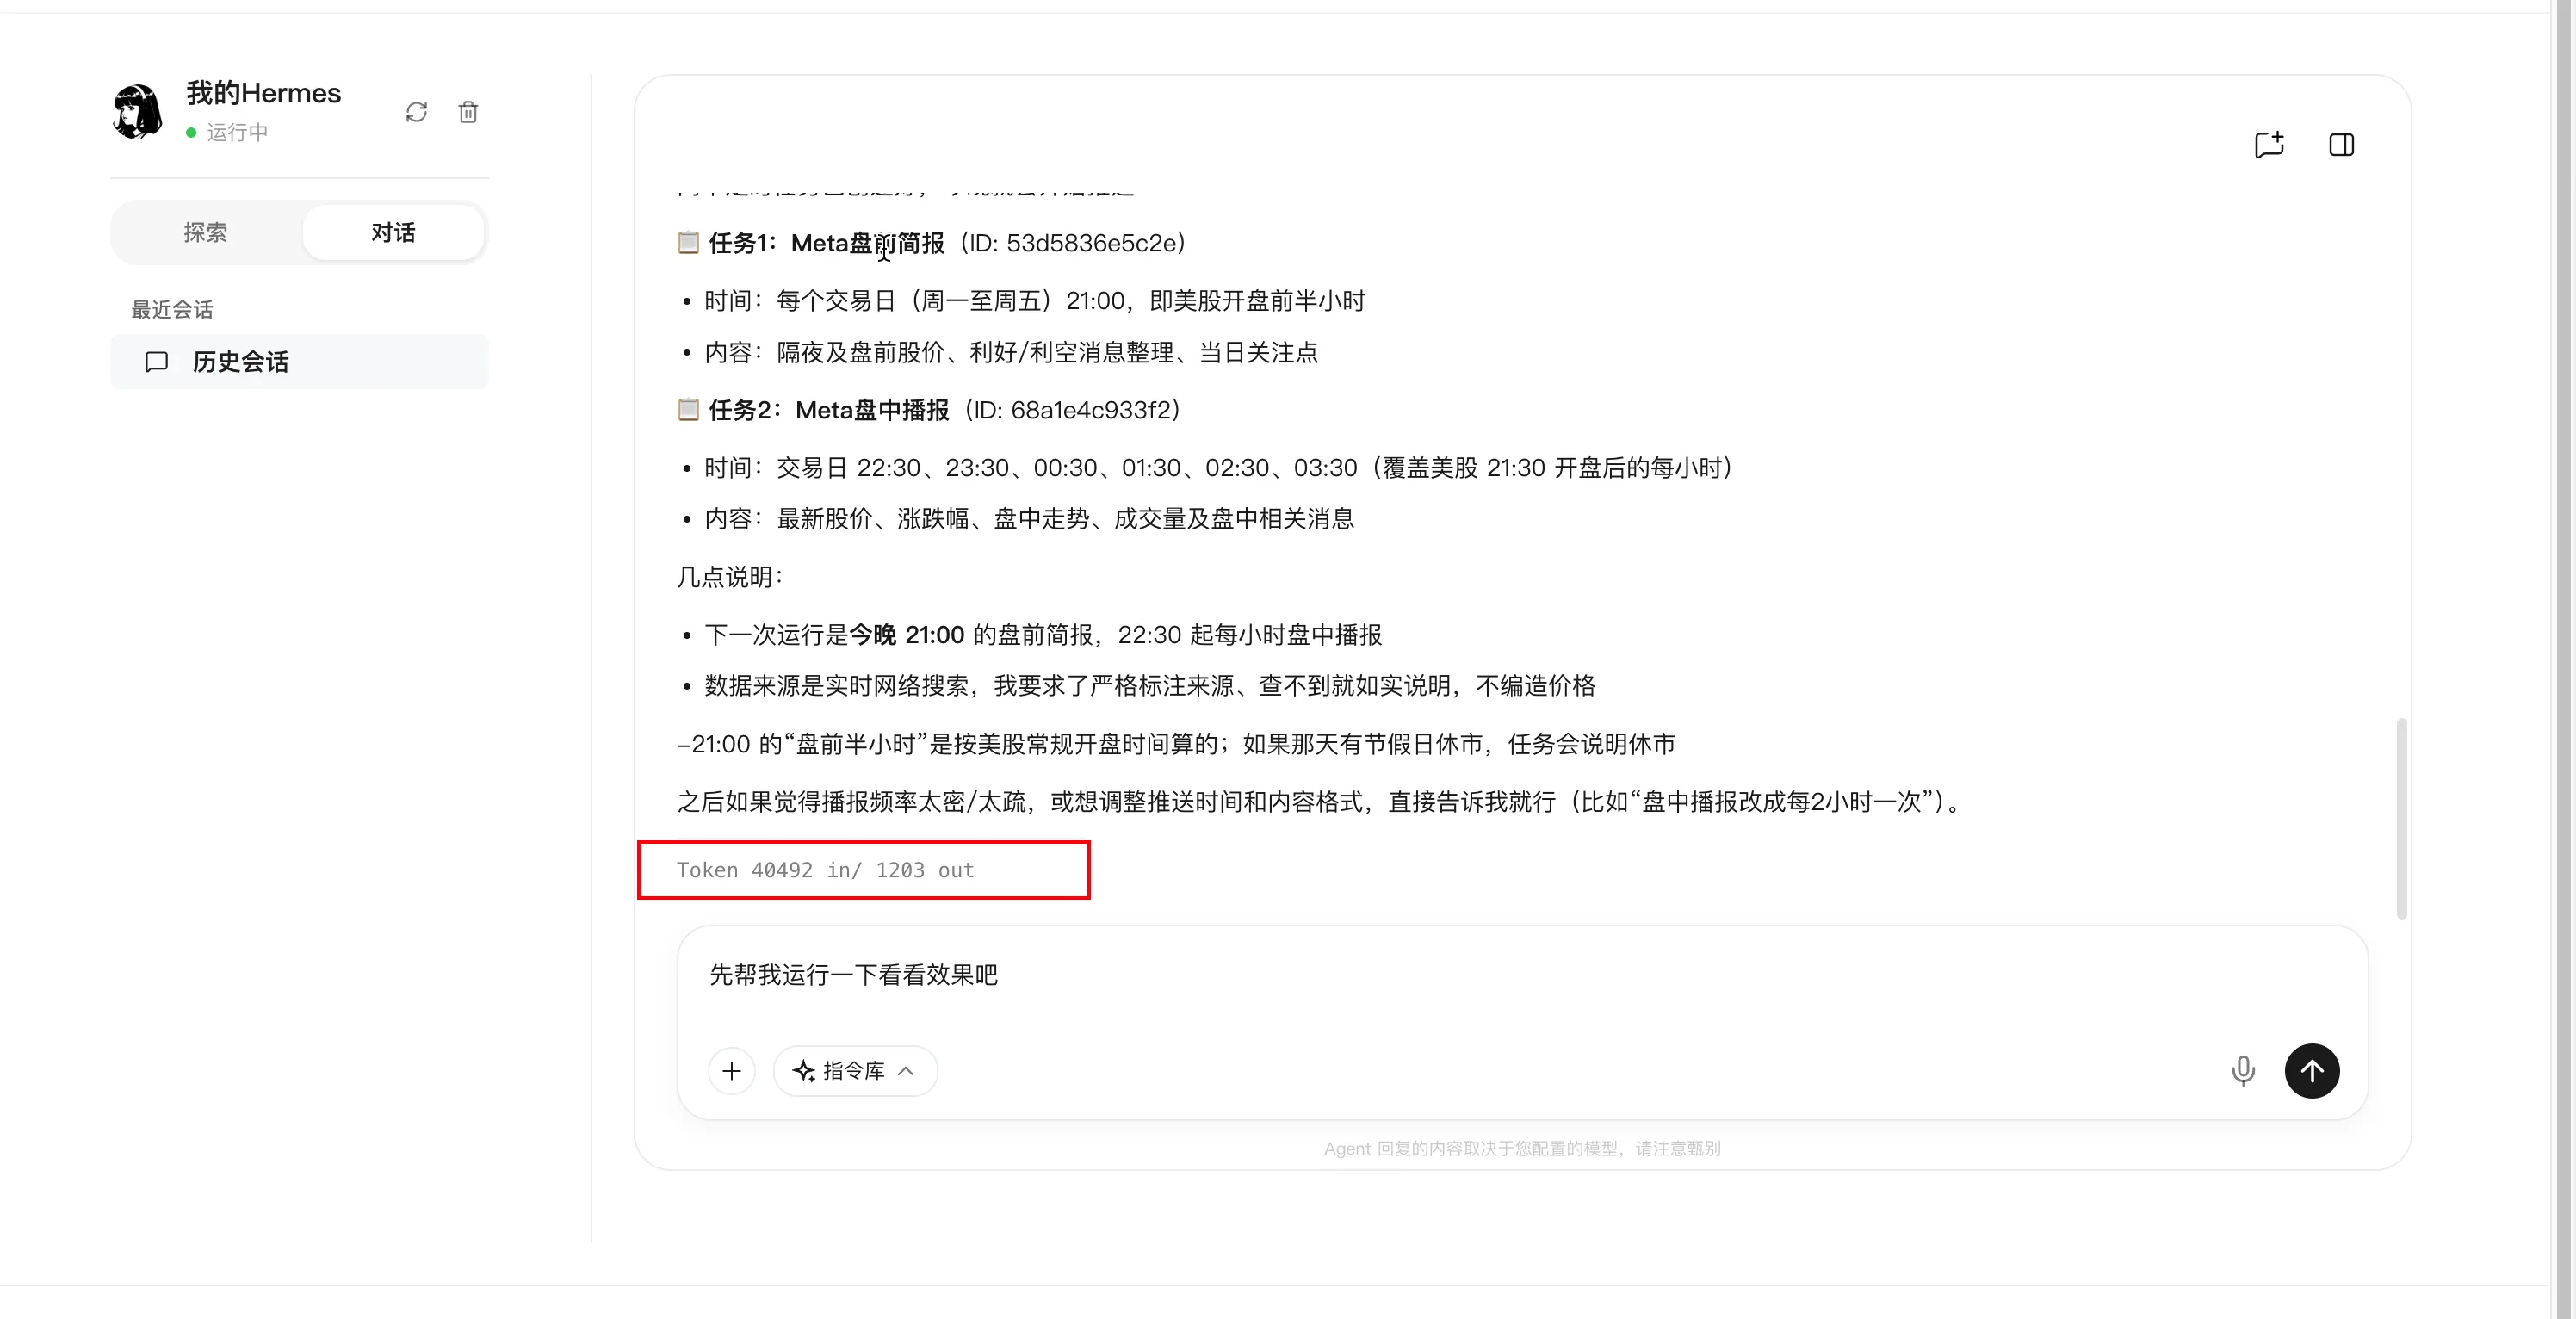 我的Hermes
运行中
探索
对话
最近会话
历史会话
📋 任务1：Meta盘前简报（ID: 53d5836e5c2e）
• 时间：每个交易日（周一至周五）21:00，即美股开盘前半小时
• 内容：隔夜及盘前股价、利好/利空消息整理、当日关注点
📋 任务2：Meta盘中播报（ID: 68a1e4c933f2）
• 时间：交易日 22:30、23:30、00:30、01:30、02:30、03:30（覆盖美股 21:30 开盘后的每小时）
• 内容：最新股价、涨跌幅、盘中走势、成交量及盘中相关消息
几点说明：
• 下一次运行是今晚 21:00 的盘前简报，22:30 起每小时盘中播报
• 数据来源是实时网络搜索，我要求了严格标注来源、查不到就如实说明，不编造价格
–21:00 的“盘前半小时”是按美股常规开盘时间算的；如果那天有节假日休市，任务会说明休市
之后如果觉得播报频率太密/太疏，或想调整推送时间和内容格式，直接告诉我就行（比如“盘中播报改成每2小时一次”）。
Token 40492 in/ 1203 out
先帮我运行一下看看效果吧
指令库
Agent 回复的内容取决于您配置的模型，请注意甄别